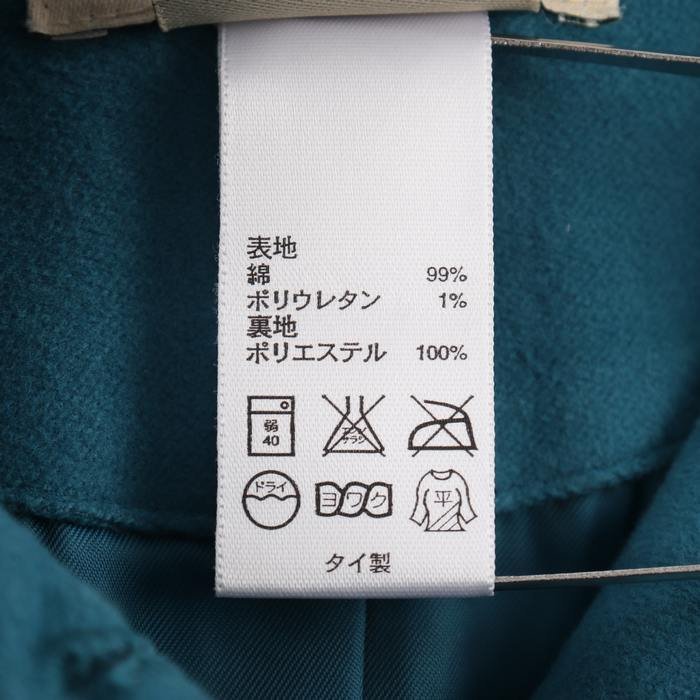 表地
綿 99%
ポリウレタン 1%
裏地
ポリエステル 100%
弱
40
エンソ
サラシ
ドライ
ヨワク
平
タイ製